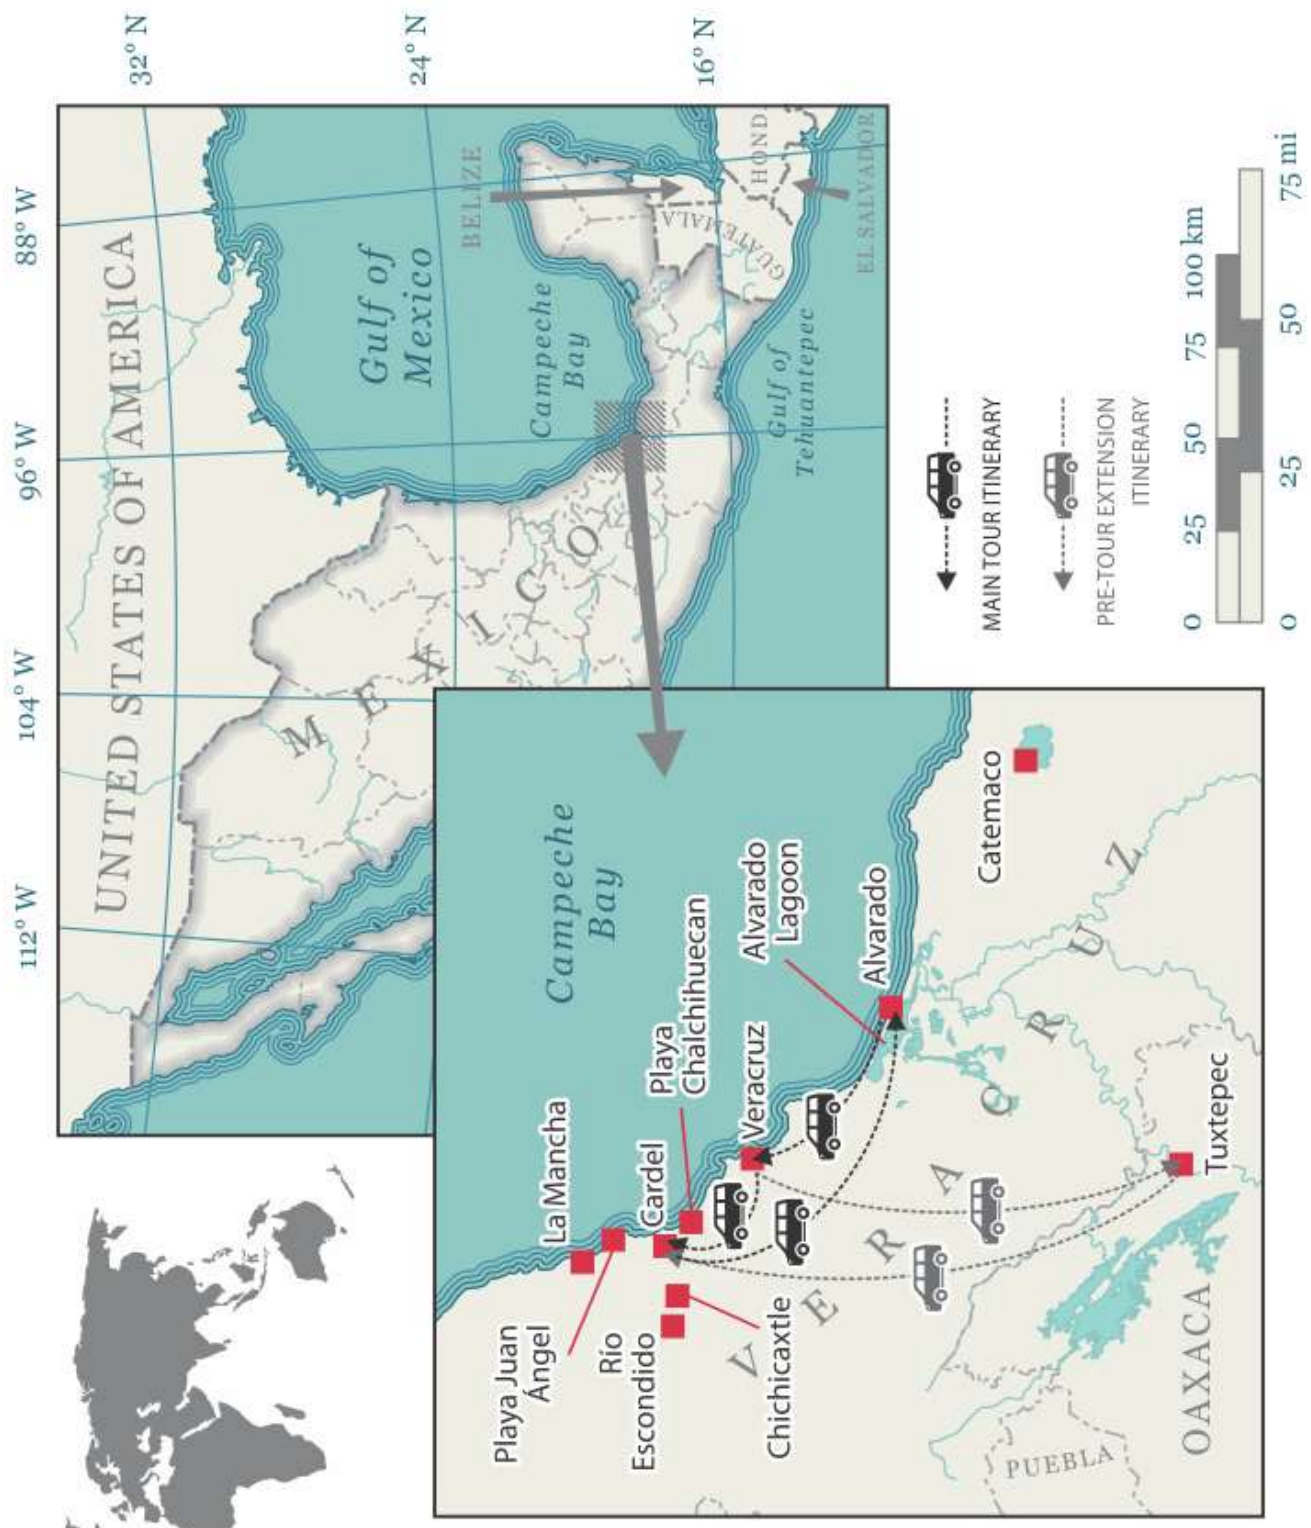 112° W
104° W
96° W
88° W
32° N
24° N
16° N
UNITED STATES OF AMERICA
MEXICO
Gulf of
Mexico
Campeche
Bay
BELIZE
GUATEMALA
HOND.
EL SALVADOR
Gulf of
Tehuantepec
Campeche
Bay
La Mancha
Playa Juan
Ángel
Cardel
Playa
Chalchihuecan
Río
Escondido
Chichicaxtle
Veracruz
Alvarado
Lagoon
Alvarado
Catemaco
VERACRUZ
Tuxtepec
PUEBLA
OAXACA
MAIN TOUR ITINERARY
PRE-TOUR EXTENSION
ITINERARY
0 25 50 75 100 km
0 25 50 75 mi